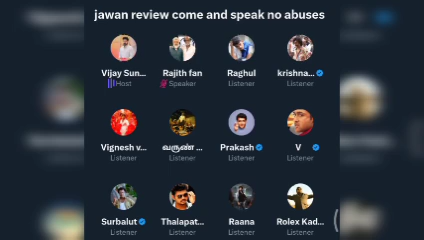 jawan review come and speak no abuses
Vijay Sun... Rajith fan Raghul krishna...
Host Speaker Listener Listener
Vignesh v... வருண் ... Prakash V
Listener Listener Listener Listener
Surbalut Thalapat... Raana Rolex Kad...
Listener Listener Listener Listener